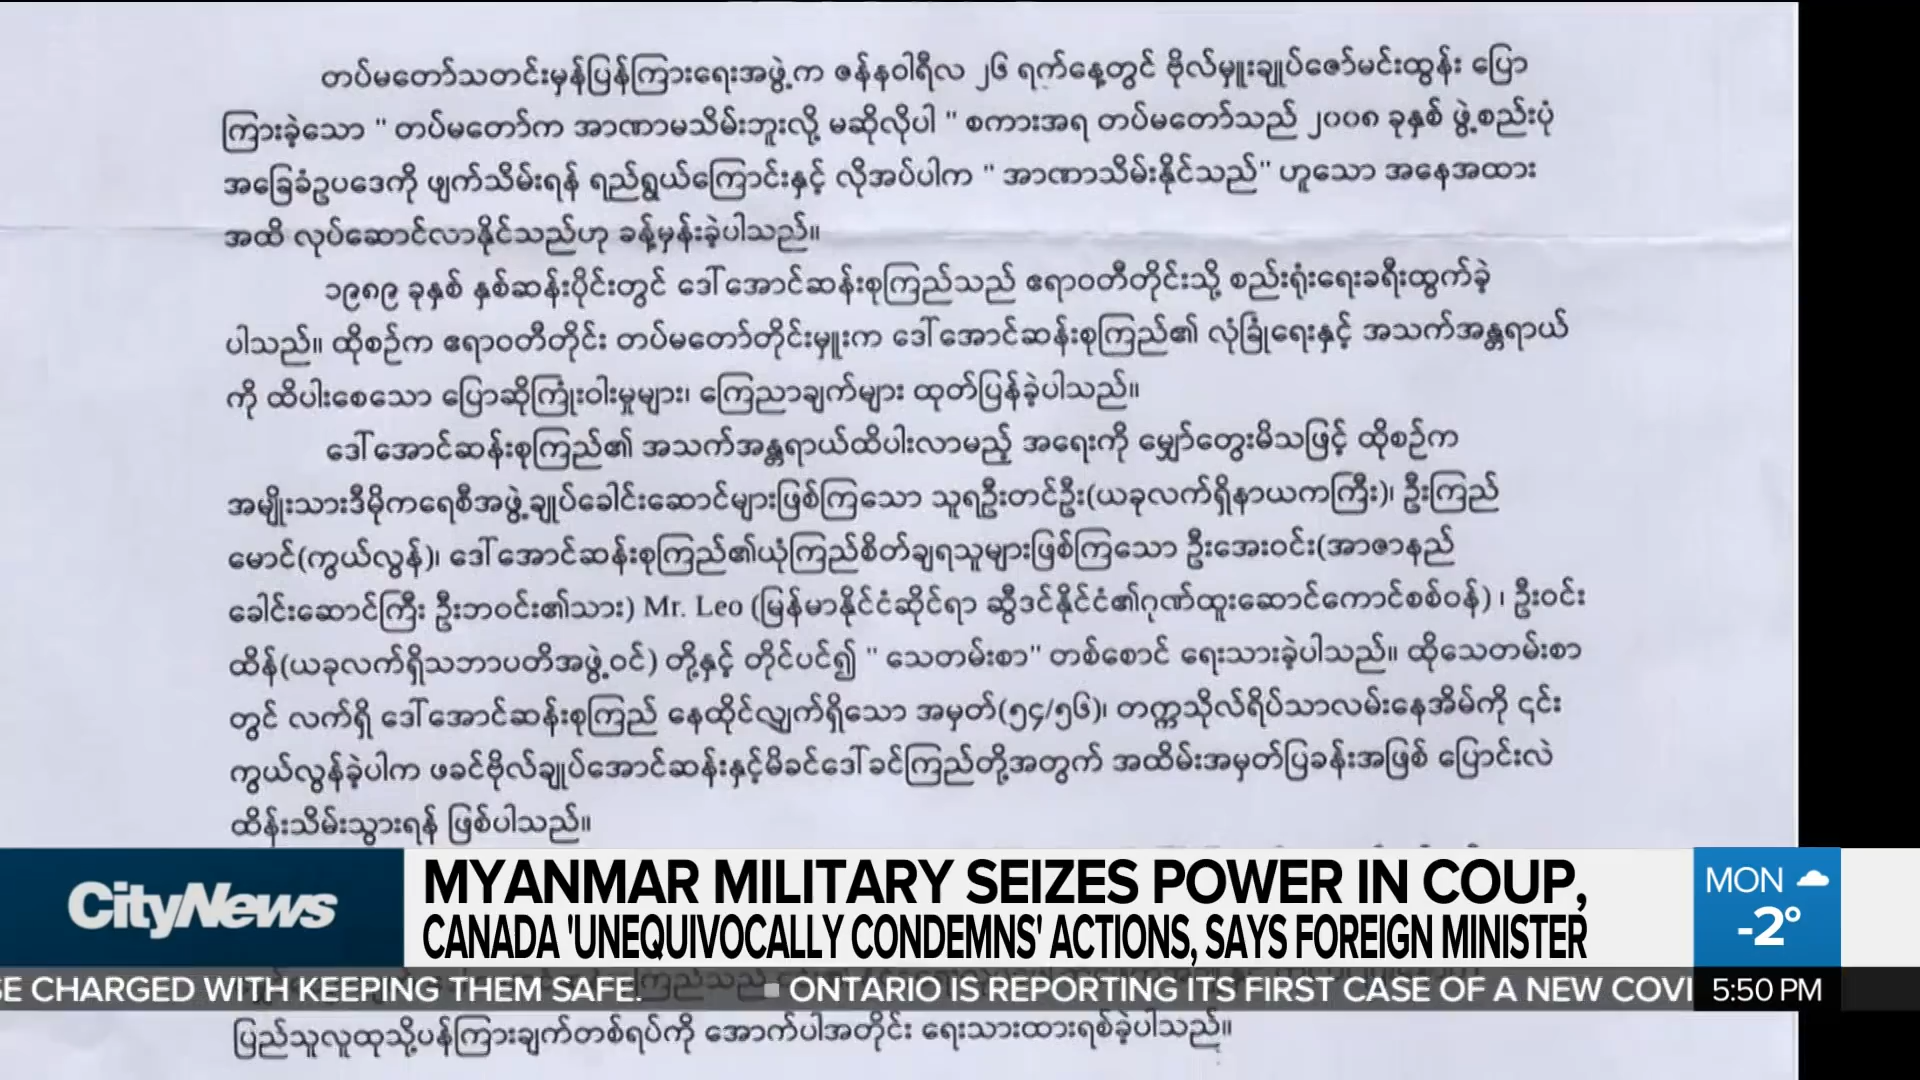 တပ်မတော်သတင်းမှန်ပြန်ကြားရေးအဖွဲ့က ဇန်နဝါရီလ ၂၆ ရက်နေ့တွင် ဗိုလ်မှူးချုပ်ဇော်မင်းထွန်း ပြော
ကြားခဲ့သော " တပ်မတော်က အာဏာမသိမ်းဘူးလို့ မဆိုလိုပါ " စကားအရ တပ်မတော်သည် ၂၀၀၈ ခုနှစ် ဖွဲ့စည်းပုံ
အခြေခံဥပဒေကို ဖျက်သိမ်းရန် ရည်ရွယ်ကြောင်းနှင့် လိုအပ်ပါက " အာဏာသိမ်းနိုင်သည်" ဟူသော အနေအထား
အထိ လုပ်ဆောင်လာနိုင်သည်ဟု ခန့်မှန်းခဲ့ပါသည်။
၁၉၈၉ ခုနှစ် နှစ်ဆန်းပိုင်းတွင် ဒေါ်အောင်ဆန်းစုကြည်သည် ဧရာဝတီတိုင်းသို့ စည်းရုံးရေးခရီးထွက်ခဲ့
ပါသည်။ ထိုစဉ်က ဧရာဝတီတိုင်း တပ်မတော်တိုင်းမှူးက ဒေါ်အောင်ဆန်းစုကြည်၏ လုံခြုံရေးနှင့် အသက်အန္တရာယ်
ကို ထိပါးစေသော ပြောဆိုကြုံးဝါးမှုများ၊ ကြေညာချက်များ ထုတ်ပြန်ခဲ့ပါသည်။
ဒေါ်အောင်ဆန်းစုကြည်၏ အသက်အန္တရာယ်ထိပါးလာမည့် အရေးကို မျှော်တွေးမိသဖြင့် ထိုစဉ်က
အမျိုးသားဒီမိုကရေစီအဖွဲ့ချုပ်ခေါင်းဆောင်များဖြစ်ကြသော သူရဦးတင်ဦး(ယခုလက်ရှိနာယကကြီး)၊ ဦးကြည်
မောင်(ကွယ်လွန်)၊ ဒေါ်အောင်ဆန်းစုကြည်၏ယုံကြည်စိတ်ချရသူများဖြစ်ကြသော ဦးအေးဝင်း(အာဇာနည်
ခေါင်းဆောင်ကြီး ဦးဘဝင်း၏သား) Mr. Leo (မြန်မာနိုင်ငံဆိုင်ရာ ဆွီဒင်နိုင်ငံ၏ဂုဏ်ထူးဆောင်ကောင်စစ်ဝန်) ၊ ဦးဝင်း
ထိန်(ယခုလက်ရှိသဘာပတိအဖွဲ့ဝင်) တို့နှင့် တိုင်ပင်၍ " သေတမ်းစာ" တစ်စောင် ရေးသားခဲ့ပါသည်။ ထိုသေတမ်းစာ
တွင် လက်ရှိ ဒေါ်အောင်ဆန်းစုကြည် နေထိုင်လျှက်ရှိသော အမှတ်(၅၄/၅၆)၊ တက္ကသိုလ်ရိပ်သာလမ်းနေအိမ်ကို ၎င်း
ကွယ်လွန်ခဲ့ပါက ဖခင်ဗိုလ်ချုပ်အောင်ဆန်းနှင့်မိခင်ဒေါ်ခင်ကြည်တို့အတွက် အထိမ်းအမှတ်ပြခန်းအဖြစ် ပြောင်းလဲ
ထိန်းသိမ်းသွားရန် ဖြစ်ပါသည်။
CityNews
MYANMAR MILITARY SEIZES POWER IN COUP,
CANADA 'UNEQUIVOCALLY CONDEMNS' ACTIONS, SAYS FOREIGN MINISTER
MON
-2°
SE CHARGED WITH KEEPING THEM SAFE. ONTARIO IS REPORTING ITS FIRST CASE OF A NEW COVI
5:50 PM
ပြည်သူလူထုသို့ပန်ကြားချက်တစ်ရပ်ကို အောက်ပါအတိုင်း ရေးသားထားရစ်ခဲ့ပါသည်။